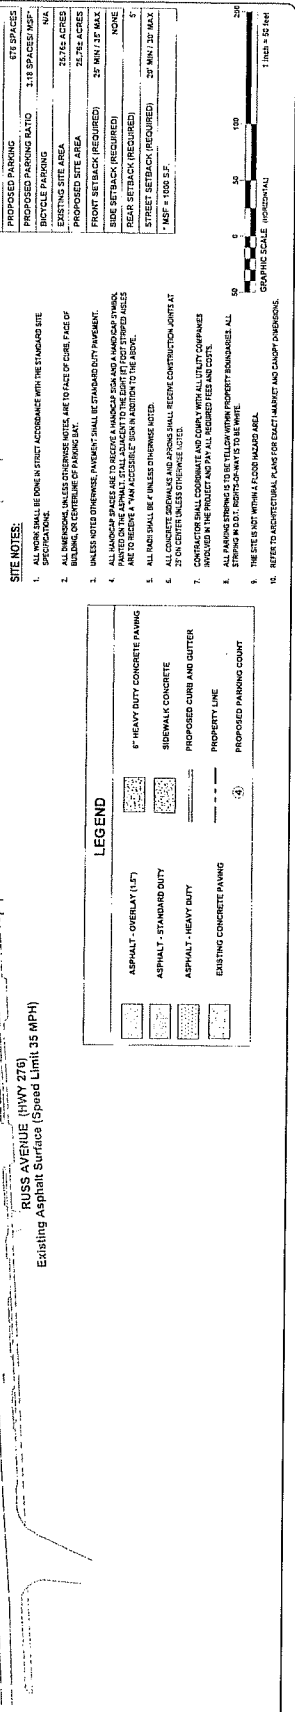 RUSS AVENUE (HWY 276)
Existing Asphalt Surface (Speed Limit 35 MPH)
LEGEND
ASPHALT - OVERLAY (1.5")
ASPHALT - STANDARD DUTY
ASPHALT - HEAVY DUTY
EXISTING CONCRETE PAVING
6" HEAVY DUTY CONCRETE PAVING
SIDEWALK CONCRETE
PROPOSED CURB AND GUTTER
PROPERTY LINE
4
PROPOSED PARKING COUNT
SITE NOTES:
1. ALL WORK SHALL BE DONE IN STRICT ACCORDANCE WITH THE STANDARD SITE
SPECIFICATIONS.
2. ALL DIMENSIONS, UNLESS OTHERWISE NOTES, ARE TO FACE OF CURB, FACE OF
BUILDING, OR CENTERLINE OF PARKING BAY.
3. UNLESS NOTED OTHERWISE, PAVEMENT SHALL BE STANDARD DUTY PAVEMENT.
4. ALL HANDICAP SPACES ARE TO RECEIVE A HANDICAP SIGN AND A HANDICAP SYMBOL
PAINTED ON THE ASPHALT. STALL ADJACENT TO THE EIGHT (8') FOOT STRIPED AISLES
ARE TO RECEIVE A "VAN ACCESSIBLE" SIGN IN ADDITION TO THE ABOVE.
5. ALL RADII SHALL BE 4' UNLESS OTHERWISE NOTED.
6. ALL CONCRETE SIDEWALKS AND APRONS SHALL RECEIVE CONSTRUCTION JOINTS AT
25' ON CENTER UNLESS OTHERWISE NOTED.
7. CONTRACTOR SHALL COORDINATE AND COMPLY WITH ALL UTILITY COMPANIES
INVOLVED IN THE PROJECT AND PAY ALL REQUIRED FEES AND COSTS.
8. ALL PARKING STRIPING IS TO BE YELLOW WITHIN PROPERTY BOUNDARIES. ALL
STRIPING IN D.O.T. RIGHT-OF-WAY IS TO BE WHITE.
9. THE SITE IS NOT WITHIN A FLOOD HAZARD AREA.
10. REFER TO ARCHITECTURAL PLANS FOR EXACT MARKET AND CANOPY DIMENSIONS.
PROPOSED PARKING 676 SPACES
PROPOSED PARKING RATIO 3.18 SPACES/ MSF*
BICYCLE PARKING N/A
EXISTING SITE AREA 25.76± ACRES
PROPOSED SITE AREA 25.76± ACRES
FRONT SETBACK (REQUIRED) 25' MIN / 35' MAX
SIDE SETBACK (REQUIRED) NONE
REAR SETBACK (REQUIRED) 5'
STREET SETBACK (REQUIRED) 20' MIN / 30' MAX
* MSF = 1000 S.F.
50 0 50 100 200
GRAPHIC SCALE (HORIZONTAL) 1 inch = 50 feet